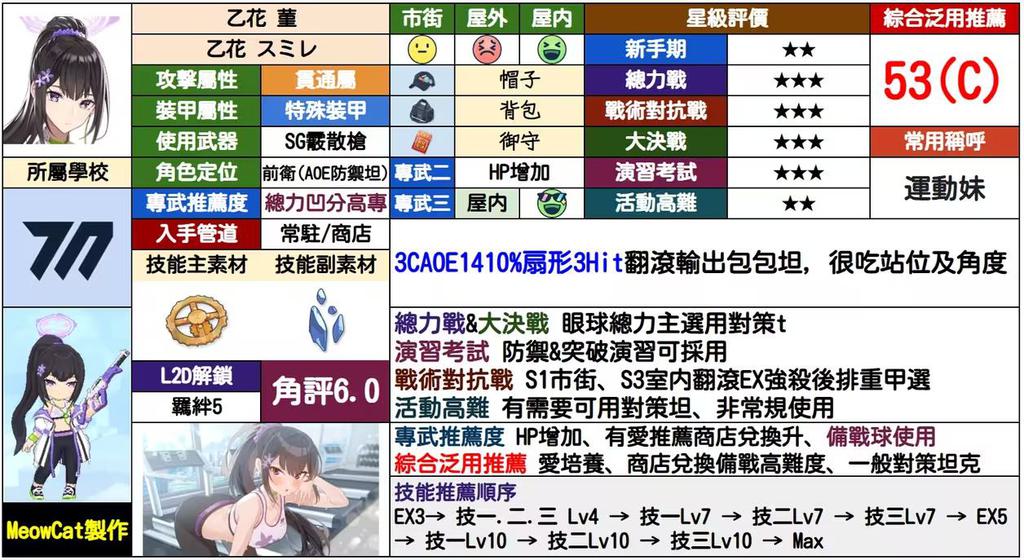 乙花 菫
市街
屋外
屋内
星級評價
綜合泛用推薦
乙花 スミレ
新手期
★★
53(C)
攻擊屬性
貫通屬
帽子
總力戰
★★★
裝甲屬性
特殊裝甲
背包
戰術對抗戰
★★★
使用武器
SG霰散槍
御守
大決戰
★★★
常用稱呼
所屬學校
角色定位
前衛(AOE防禦坦)
專武二
HP增加
演習考試
★★★
運動妹
專武推薦度
總力凹分高專
專武三
屋内
活動高難
★★
入手管道
常駐/商店
3CAOE1410%扇形3Hit翻滾輸出包包坦, 很吃站位及角度
技能主素材
技能副素材
總力戰&大決戰 眼球總力主選用對策t
演習考試 防禦&突破演習可採用
L2D解鎖
角評6.0
戰術對抗戰 S1市街、S3室内翻滾EX強殺後排重甲選
羈絆5
活動高難 有需要可用對策坦、非常規使用
專武推薦度 HP增加、有愛推薦商店兌換升、備戰球使用
綜合泛用推薦 愛培養、商店兌換備戰高難度、一般對策坦克
技能推薦順序
EX3→ 技一.二.三 Lv4 → 技一Lv7 → 技二Lv7 → 技三Lv7 → EX5
→ 技一Lv10 → 技二Lv10 → 技三Lv10 → Max
MeowCat製作